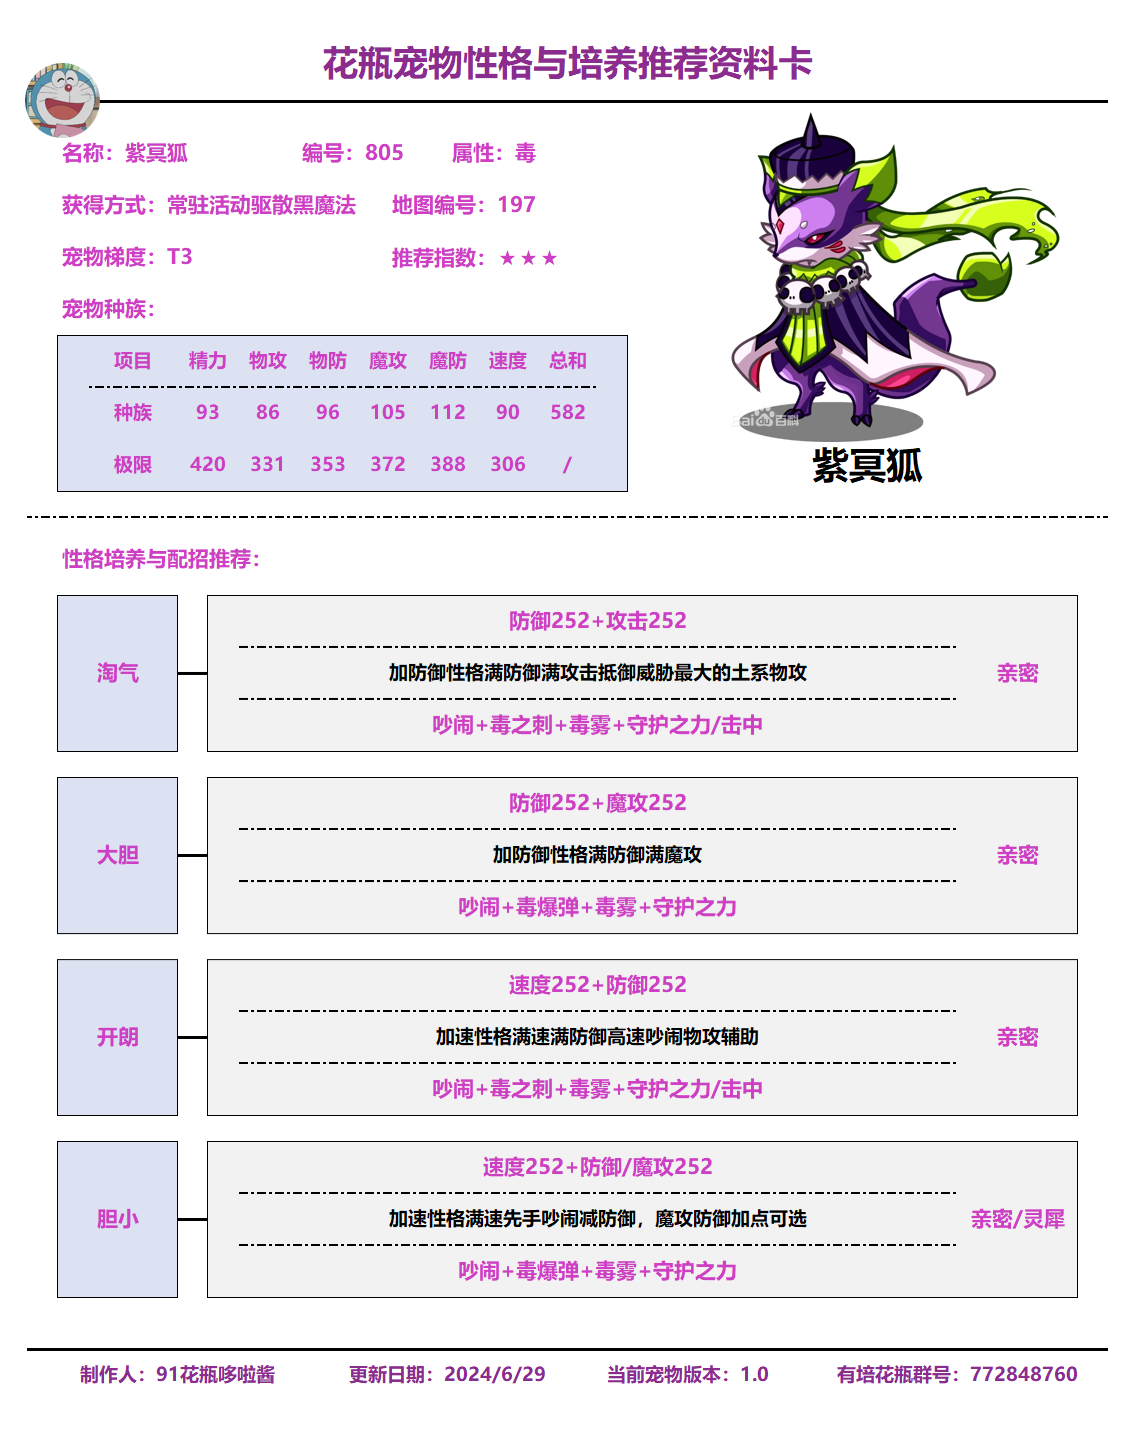 花瓶宠物性格与培养推荐资料卡
名称：紫冥狐 编号：805 属性：毒
获得方式：常驻活动驱散黑魔法 地图编号：197
宠物梯度：T3 推荐指数：★★★
宠物种族：
项目 精力 物攻 物防 魔攻 魔防 速度 总和
种族 93 86 96 105 112 90 582
极限 420 331 353 372 388 306 /
Bai百科
紫冥狐
性格培养与配招推荐：
防御252+攻击252
淘气 加防御性格满防御满攻击抵御威胁最大的土系物攻 亲密
吵闹+毒之刺+毒雾+守护之力/击中
防御252+魔攻252
大胆 加防御性格满防御满魔攻 亲密
吵闹+毒爆弹+毒雾+守护之力
速度252+防御252
开朗 加速性格满速满防御高速吵闹物攻辅助 亲密
吵闹+毒之刺+毒雾+守护之力/击中
速度252+防御/魔攻252
胆小 加速性格满速先手吵闹减防御，魔攻防御加点可选 亲密/灵犀
吵闹+毒爆弹+毒雾+守护之力
制作人：91花瓶哆啦酱 更新日期：2024/6/29 当前宠物版本：1.0 有培花瓶群号：772848760